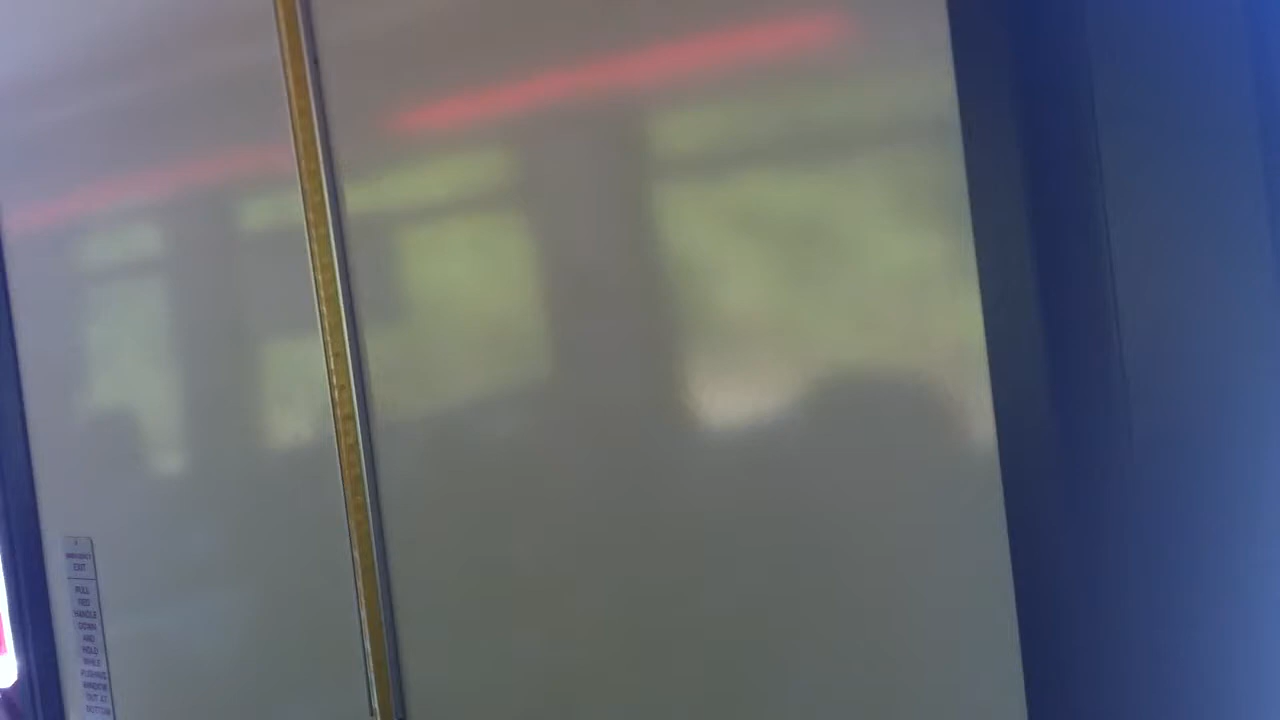 EMERGENCY
EXIT
PULL
RED
HANDLE
DOWN
AND
HOLD
WHILE
PUSHING
WINDOW
OUT AT
BOTTOM